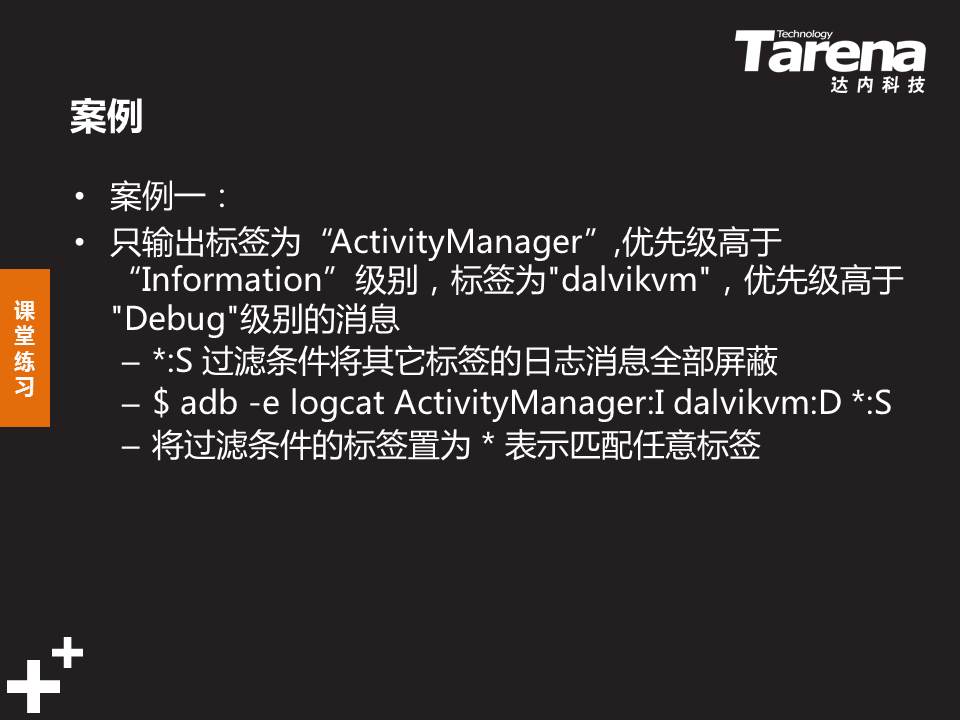 Technology
Tarena
达内科技
案例
• 案例一：
• 只输出标签为“ActivityManager”,优先级高于
“Information”级别，标签为"dalvikvm"，优先级高于
"Debug"级别的消息
– *:S 过滤条件将其它标签的日志消息全部屏蔽
– $ adb -e logcat ActivityManager:I dalvikvm:D *:S
– 将过滤条件的标签置为 * 表示匹配任意标签
课
堂
练
习